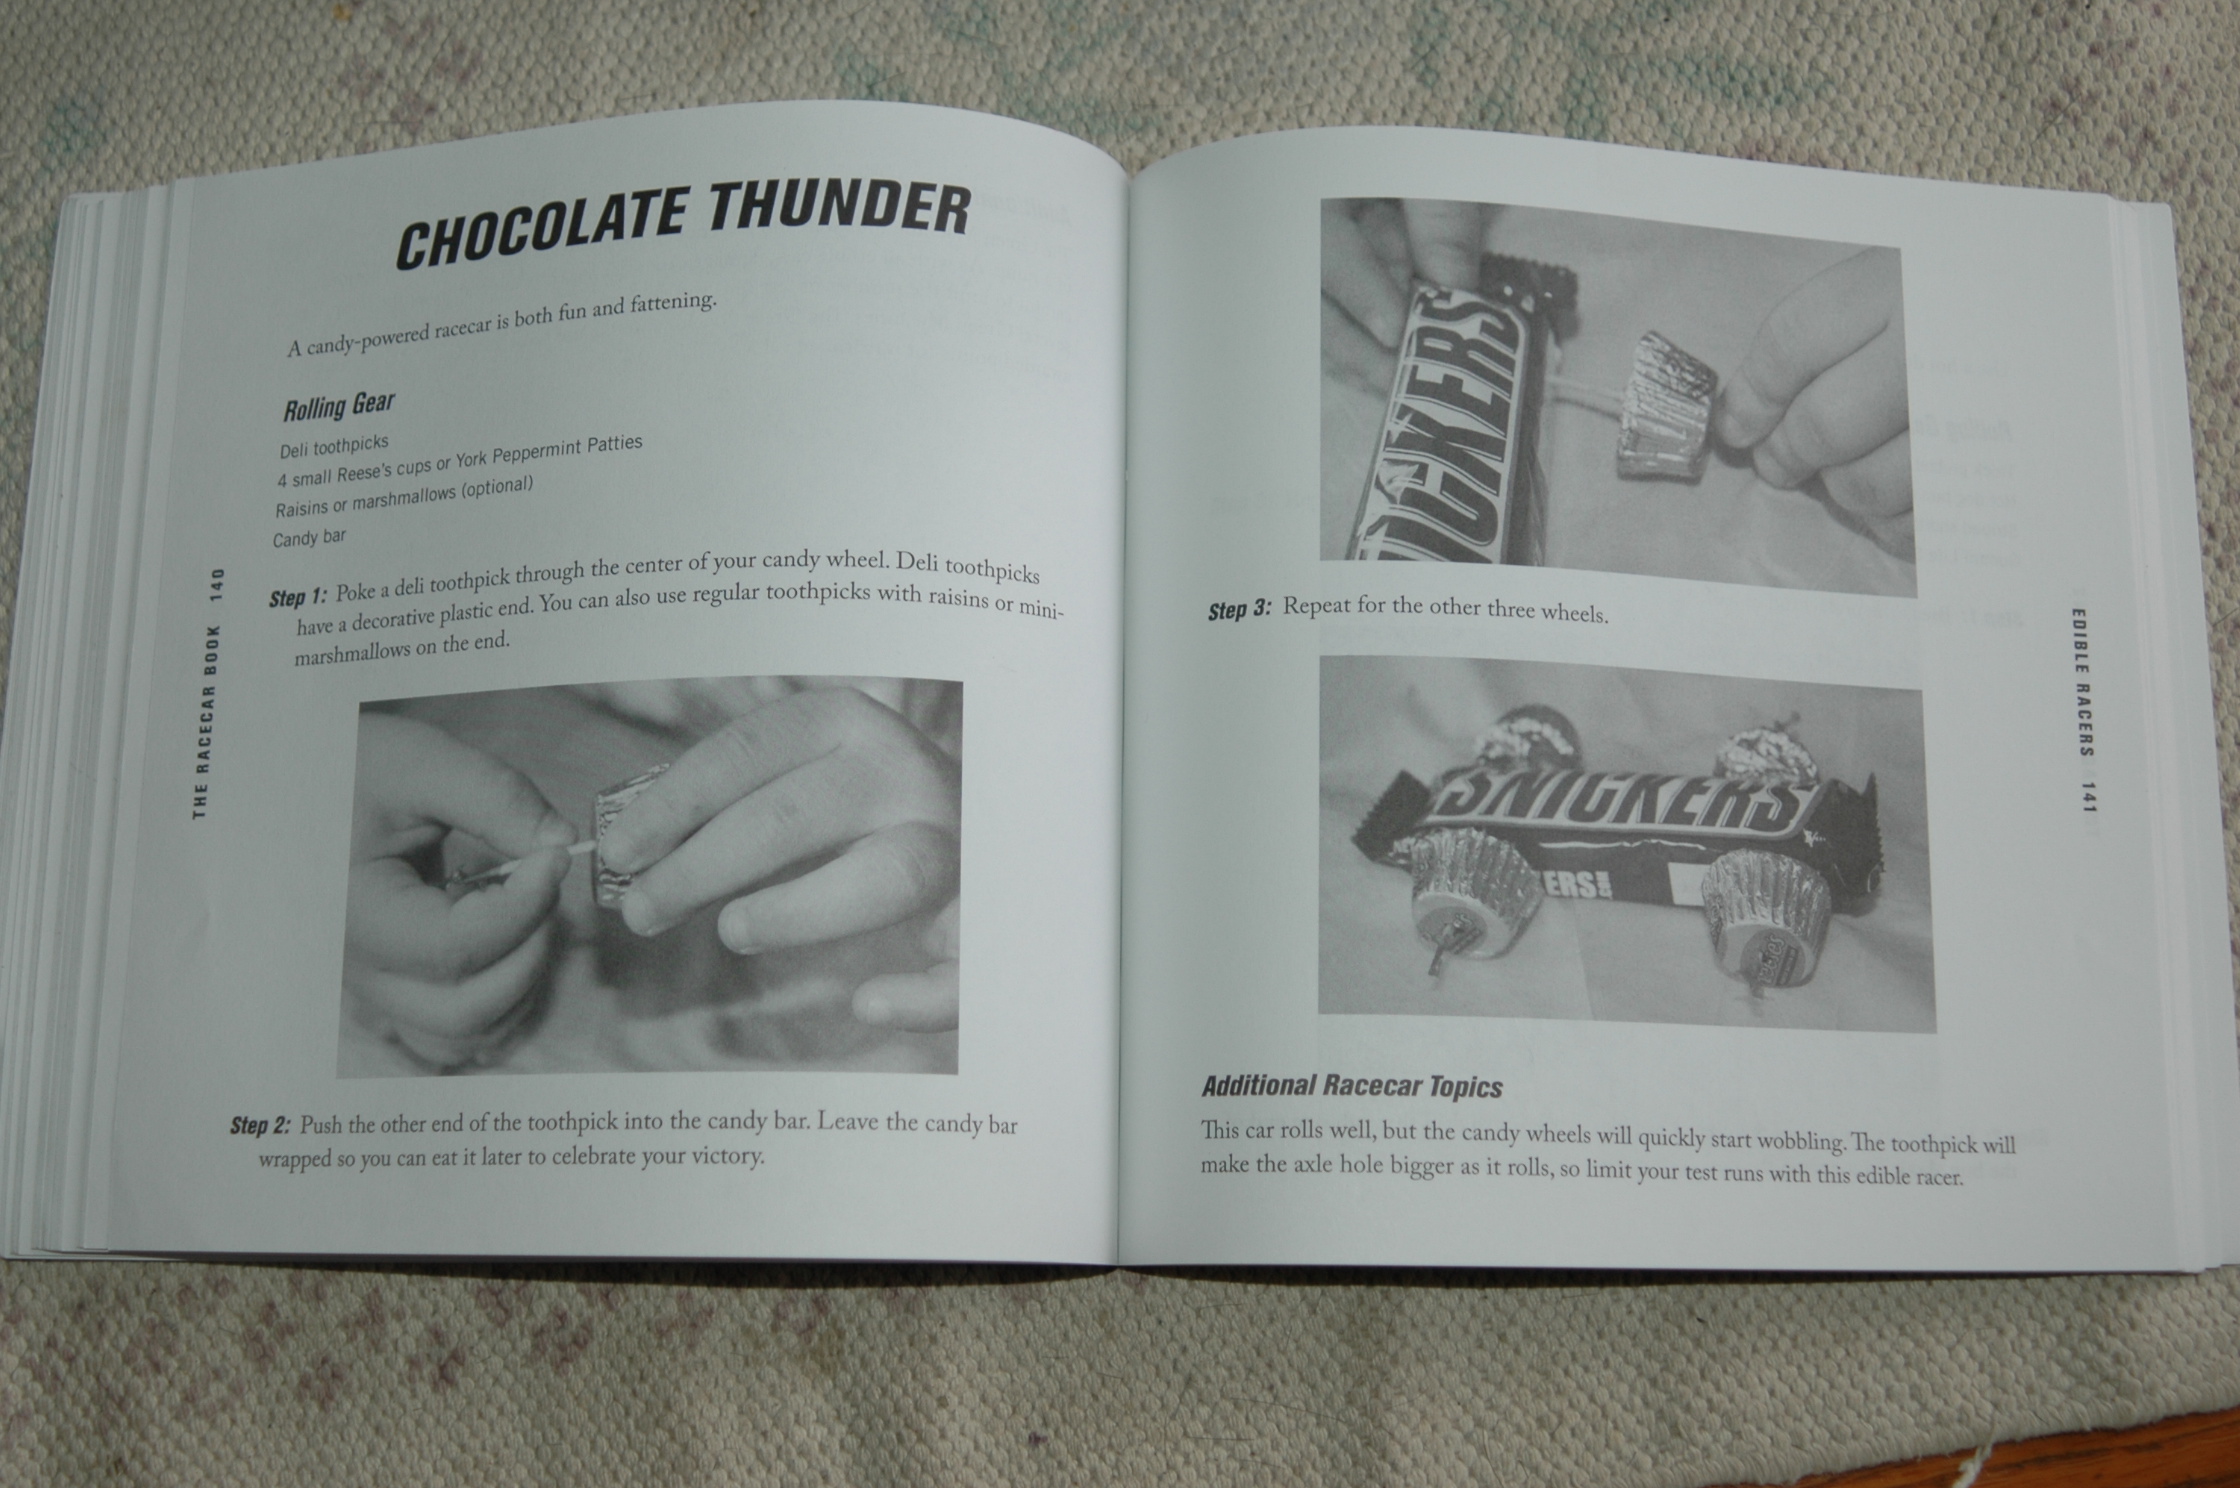 CHOCOLATE THUNDER
A candy-powered racecar is both fun and fattening.
Rolling Gear
Deli toothpicks
4 small Reese's cups or York Peppermint Patties
Raisins or marshmallows (optional)
Candy bar
Step 1: Poke a deli toothpick through the center of your candy wheel. Deli toothpicks
have a decorative plastic end. You can also use regular toothpicks with raisins or mini-
marshmallows on the end.
Step 2: Push the other end of the toothpick into the candy bar. Leave the candy bar
wrapped so you can eat it later to celebrate your victory.
THE RACECAR BOOK 140
ICKERS
Step 3: Repeat for the other three wheels.
SNICKERS
ERS
Additional Racecar Topics
This car rolls well, but the candy wheels will quickly start wobbling. The toothpick will
make the axle hole bigger as it rolls, so limit your test runs with this edible racer.
EDIBLE RACERS 141